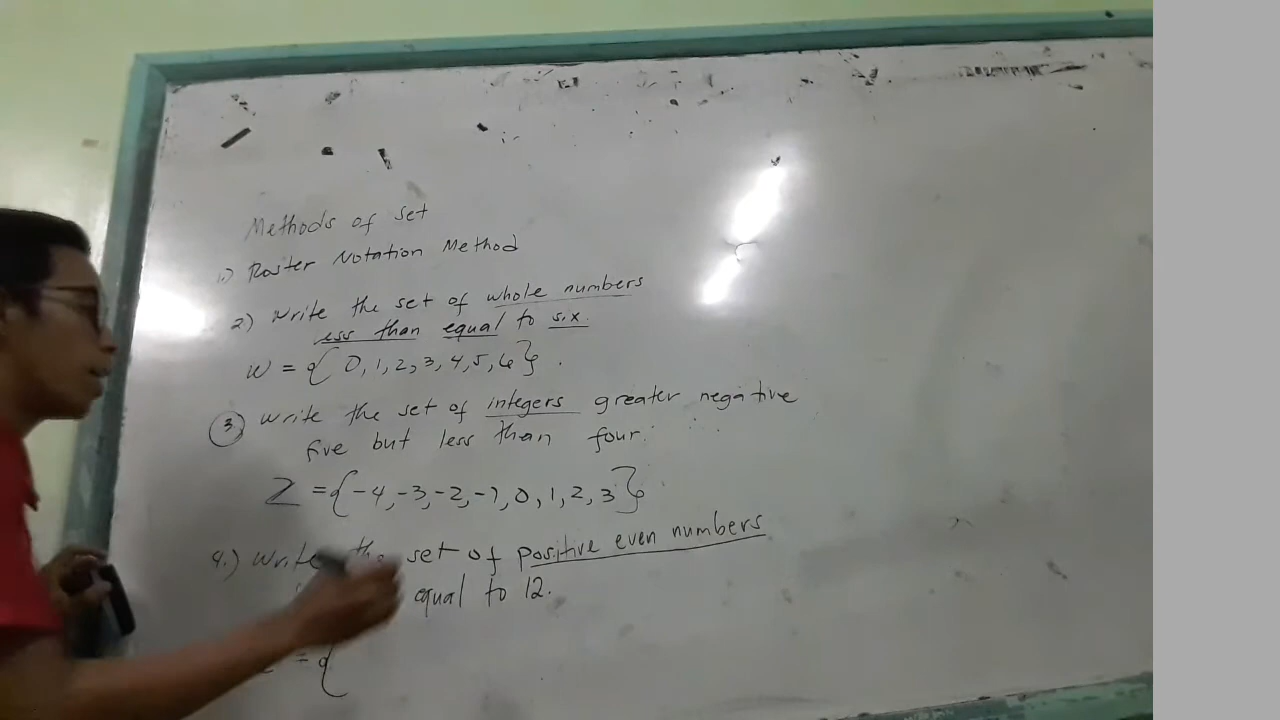 Methods of set
1.) Roster Notation Method
2) Write the set of whole numbers
less than equal to six.
W = { 0, 1, 2, 3, 4, 5, 6 } .
3 Write the set of integers greater negative
five but less than four.
Z = { -4, -3, -2, -1, 0, 1, 2, 3 }
4.) Write the set of positive even numbers
equal to 12.
= {